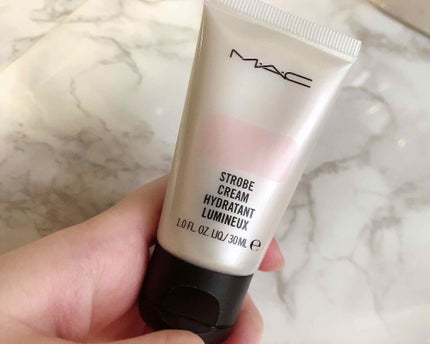 MAC
STROBE
CREAM
HYDRATANT
LUMINEUX
1.0 FL. OZ. LIQ./30 ML ℮